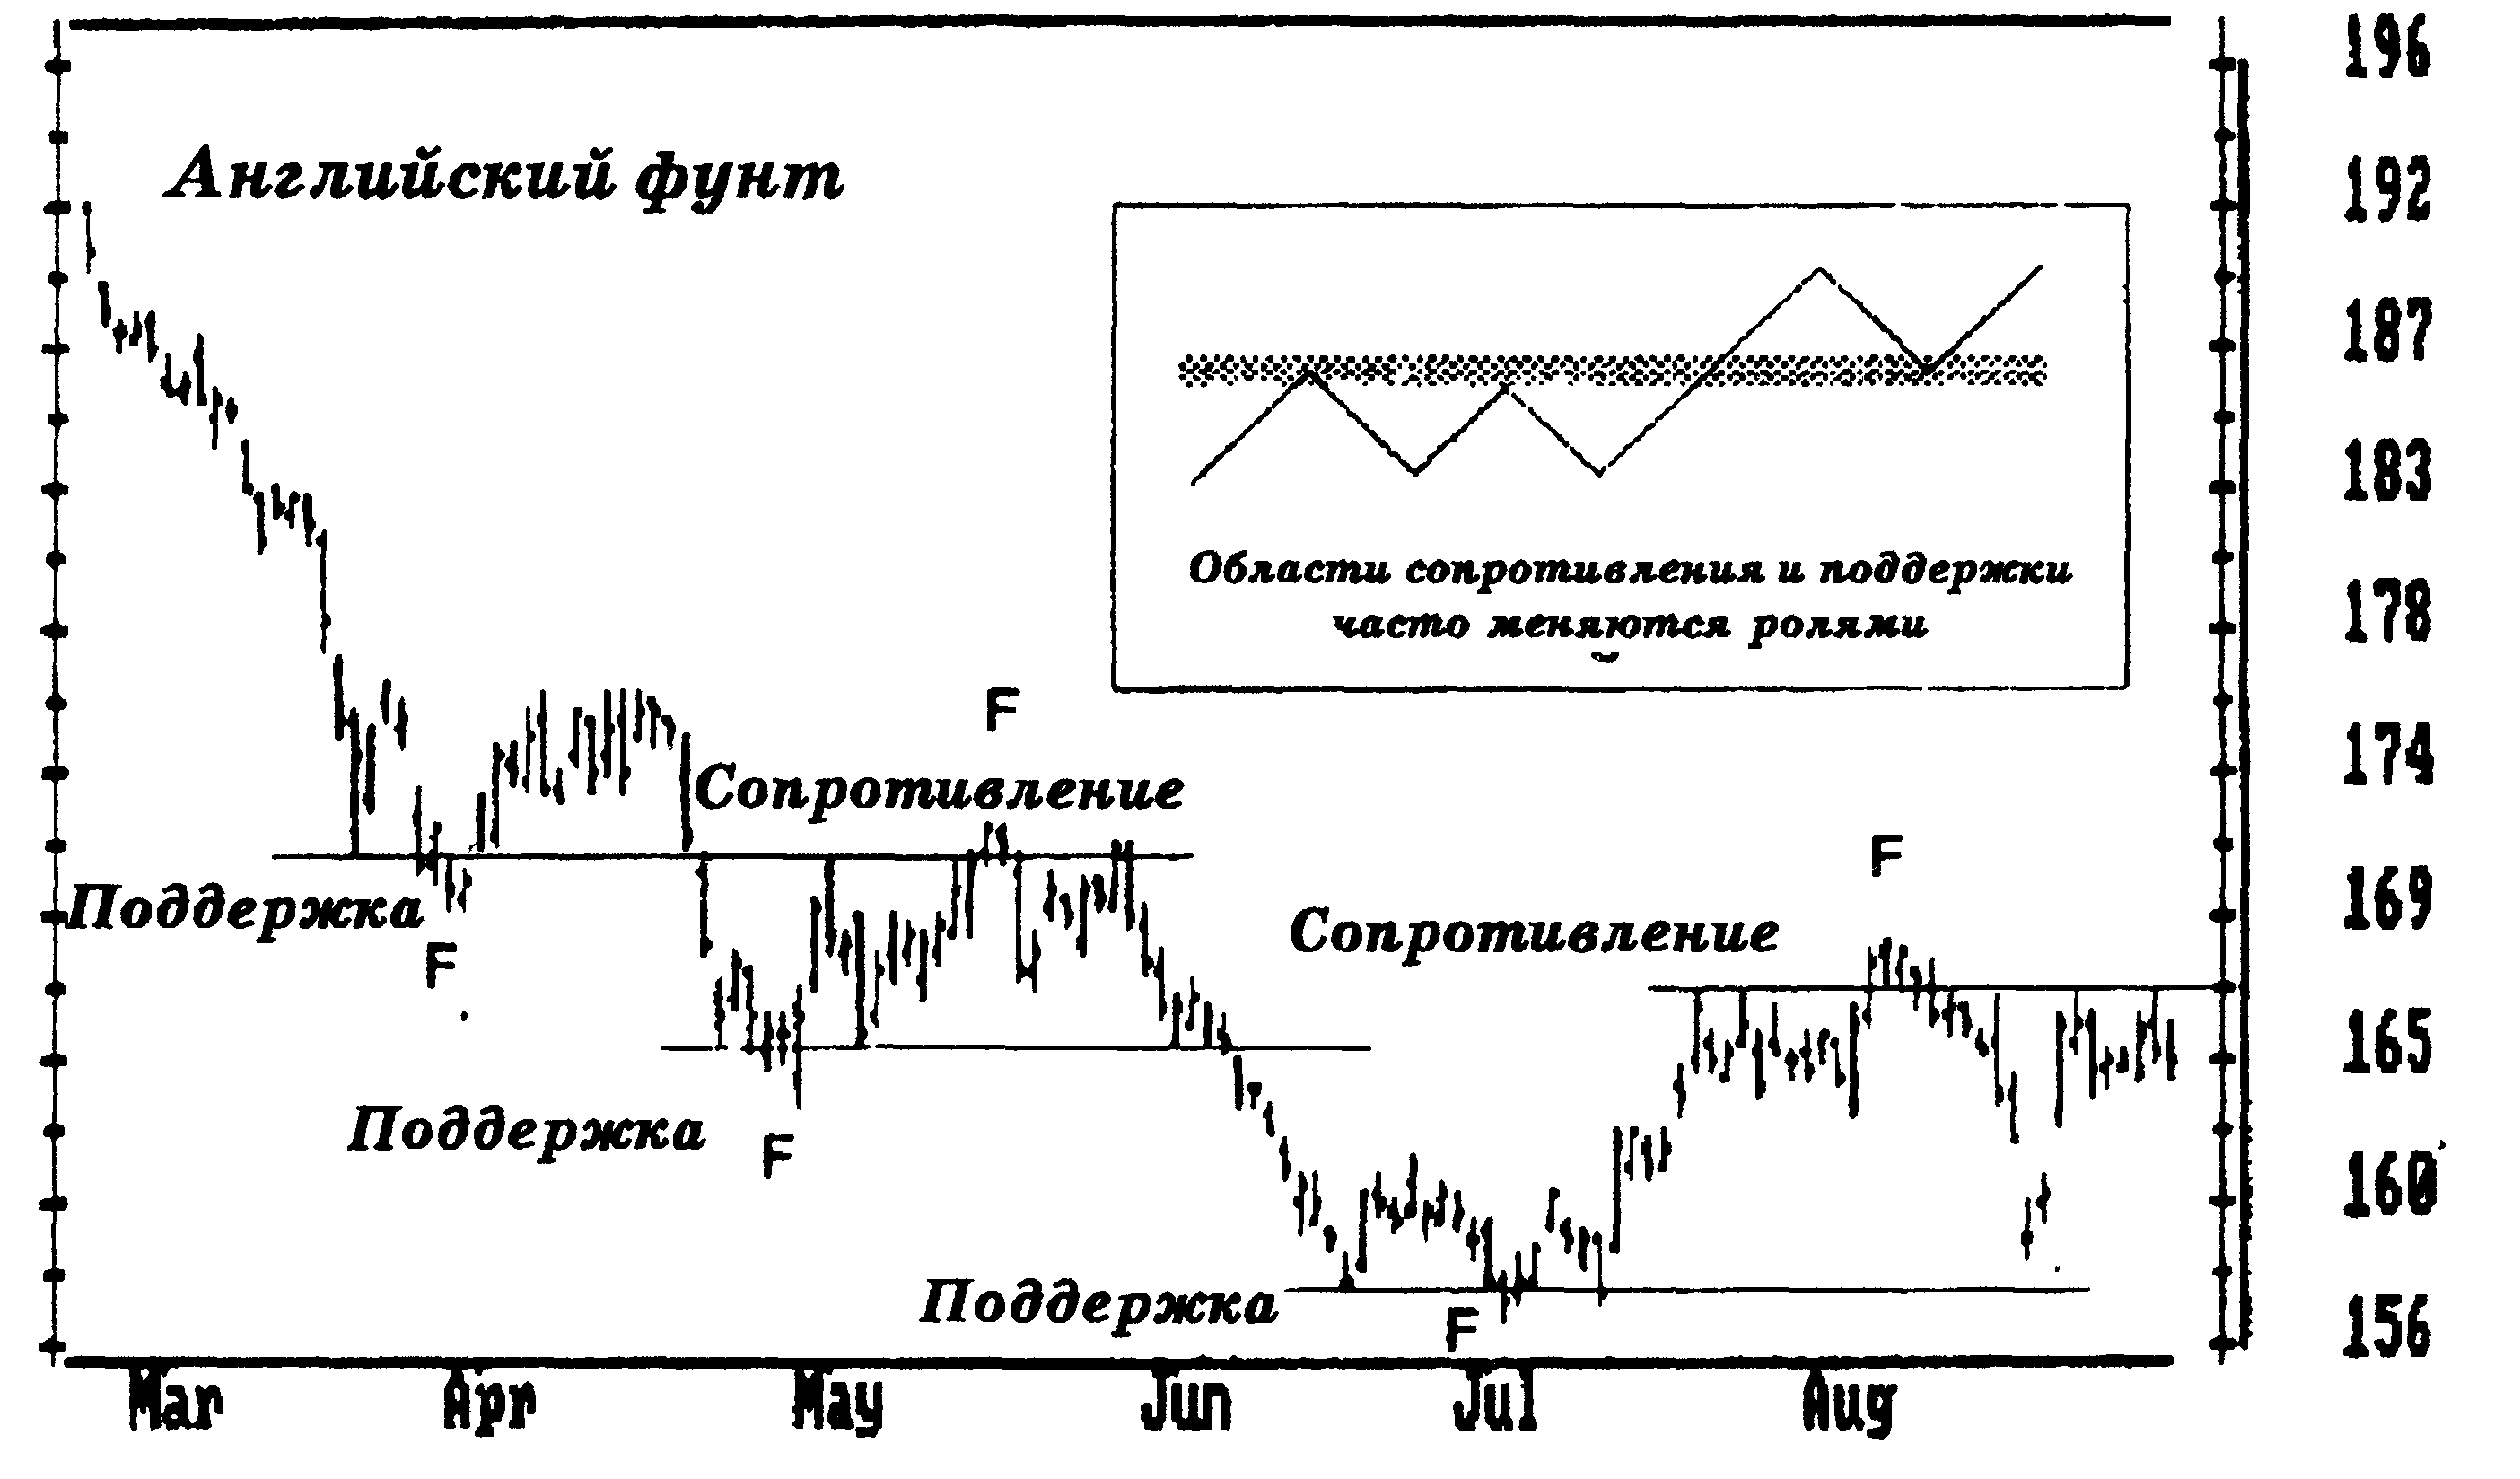 196
Английский фунт
192
187
183
Области сопротивления и поддержки
часто меняются ролями
178
F
174
Сопротивление
F
169
Поддержка
Сопротивление
F
165
Поддержка
F
160
Поддержка
F
156
Mar Apr May Jun Jul Aug